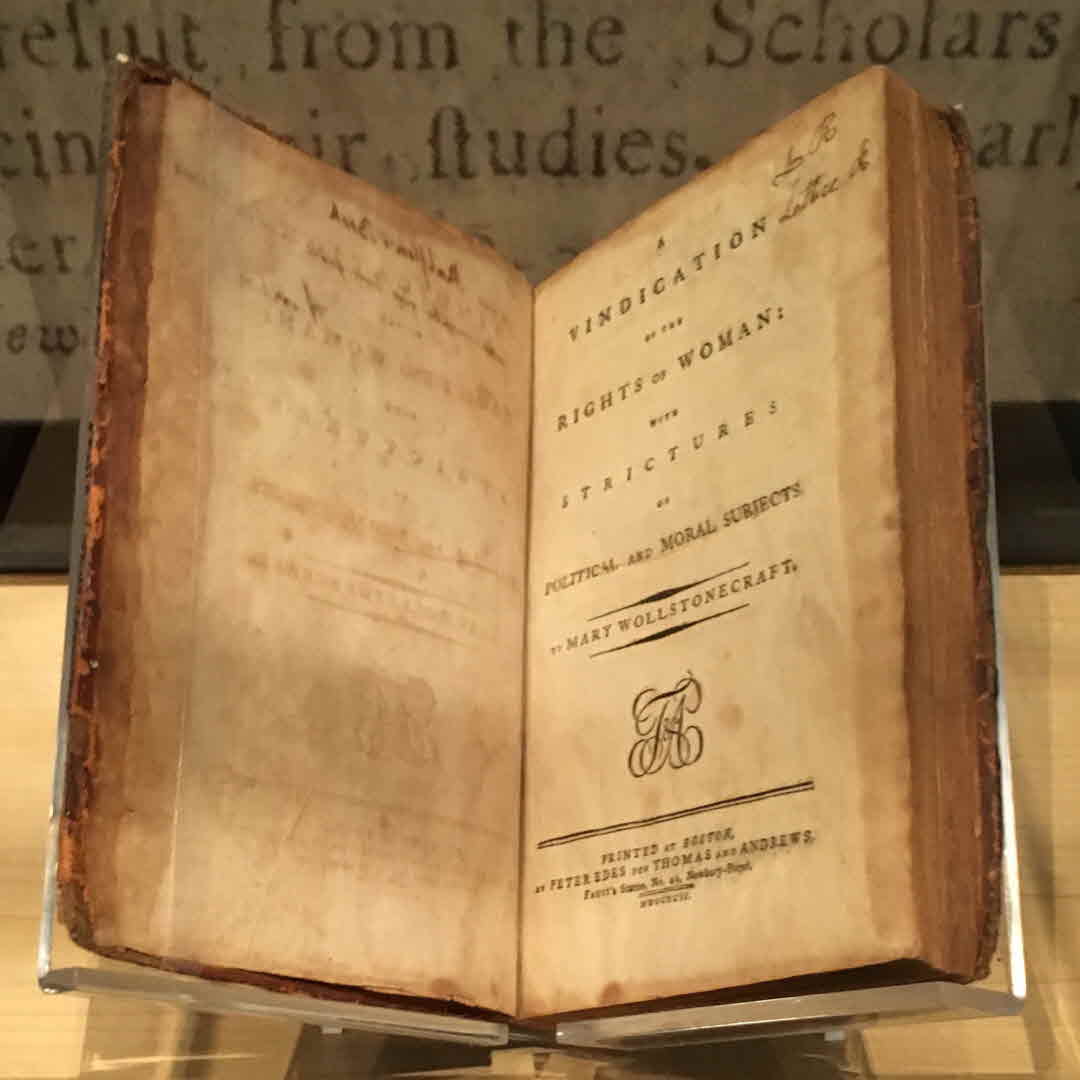 reſuit from the Scholars
ſtudies.
A
VINDICATION
OF THE
RIGHTS OF WOMAN:
WITH
STRICTURES
ON
POLITICAL AND MORAL SUBJECTS.
BY MARY WOLLSTONECRAFT.
PRINTED AT BOSTON,
BY PETER EDES FOR THOMAS AND ANDREWS,
FAUST's Statue, No. 45, Newbury-Street,
MDCCXCII.